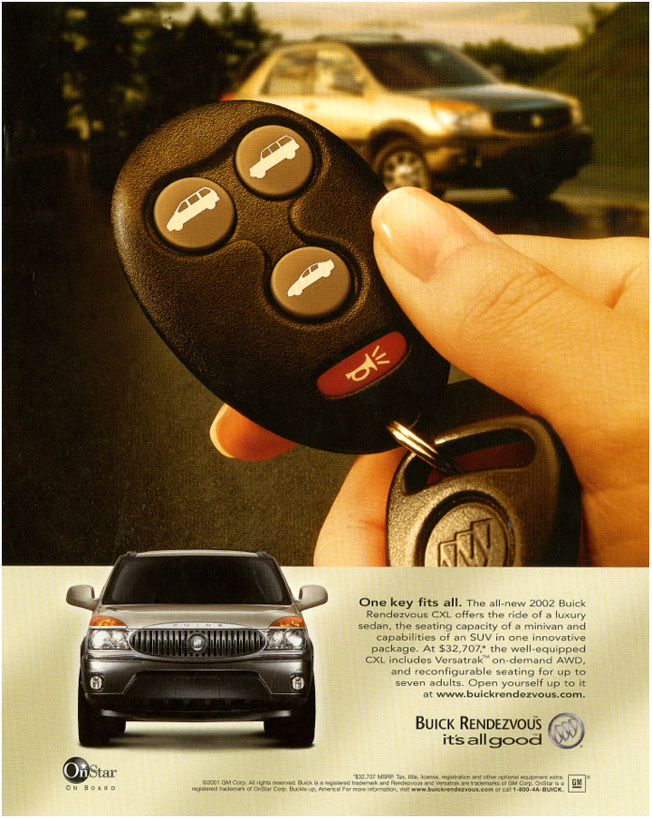 BUICK
One key fits all. The all-new 2002 Buick
Rendezvous CXL offers the ride of a luxury
sedan, the seating capacity of a minivan and
capabilities of an SUV in one innovative
package. At $32,707,* the well-equipped
CXL includes Versatrak™ on-demand AWD,
and reconfigurable seating for up to
seven adults. Open yourself up to it
at www.buickrendezvous.com.
BUICK RENDEZVOUS
it's all good
OnStar
ON BOARD
*$32,707 MSRP. Tax, title, license, registration and other optional equipment extra.
©2001 GM Corp. All rights reserved. Buick is a registered trademark and Rendezvous and Versatrak are trademarks of GM Corp. OnStar is a
registered trademark of OnStar Corp. Buckle up, America! For more information, visit www.buickrendezvous.com or call 1-800-4A-BUICK.
GM
®